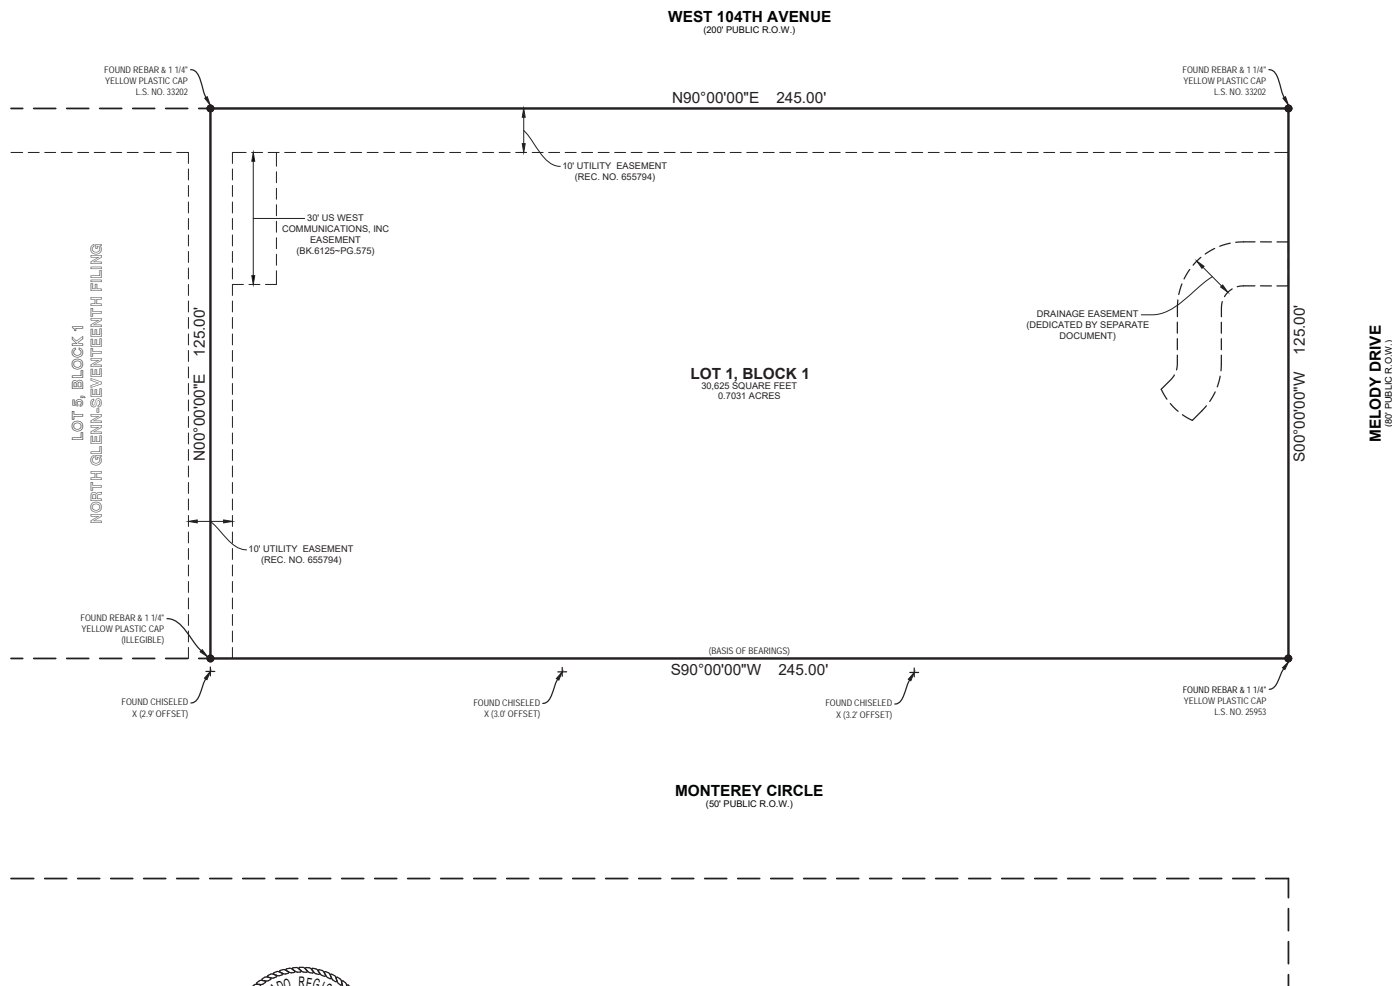 WEST 104TH AVENUE
(200' PUBLIC R.O.W.)
FOUND REBAR & 1 1/4"
YELLOW PLASTIC CAP
L.S. NO. 33202
FOUND REBAR & 1 1/4"
YELLOW PLASTIC CAP
L.S. NO. 33202
N90°00'00"E 245.00'
10' UTILITY EASEMENT
(REC. NO. 655794)
30' US WEST
COMMUNICATIONS, INC
EASEMENT
(BK.6125~PG.575)
LOT 5, BLOCK 1
NORTH GLENN-SEVENTEENTH FILING
N00°00'00"E 125.00'
DRAINAGE EASEMENT
(DEDICATED BY SEPARATE
DOCUMENT)
LOT 1, BLOCK 1
30,625 SQUARE FEET
0.7031 ACRES
S00°00'00"W 125.00'
MELODY DRIVE
(80' PUBLIC R.O.W.)
10' UTILITY EASEMENT
(REC. NO. 655794)
FOUND REBAR & 1 1/4"
YELLOW PLASTIC CAP
(ILLEGIBLE)
(BASIS OF BEARINGS)
S90°00'00"W 245.00'
FOUND CHISELED
X (2.9' OFFSET)
FOUND CHISELED
X (3.0' OFFSET)
FOUND CHISELED
X (3.2' OFFSET)
FOUND REBAR & 1 1/4"
YELLOW PLASTIC CAP
L.S. NO. 25953
MONTEREY CIRCLE
(50' PUBLIC R.O.W.)